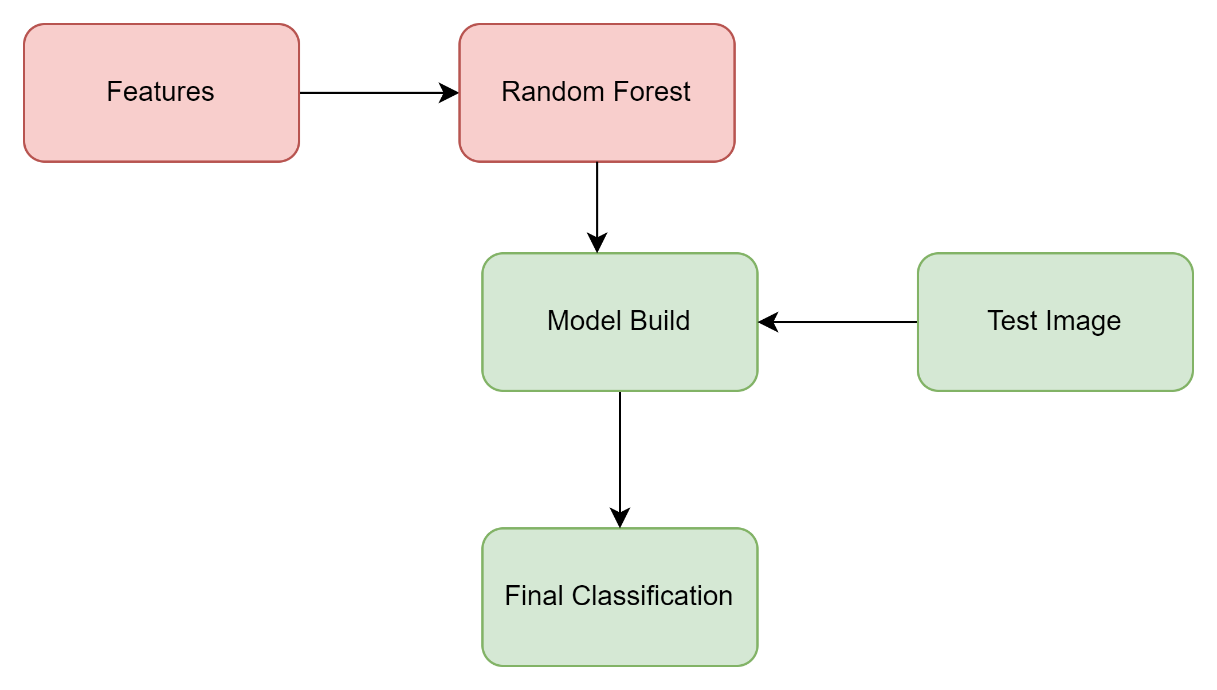 Features
Random Forest
Model Build
Test Image
Final Classification